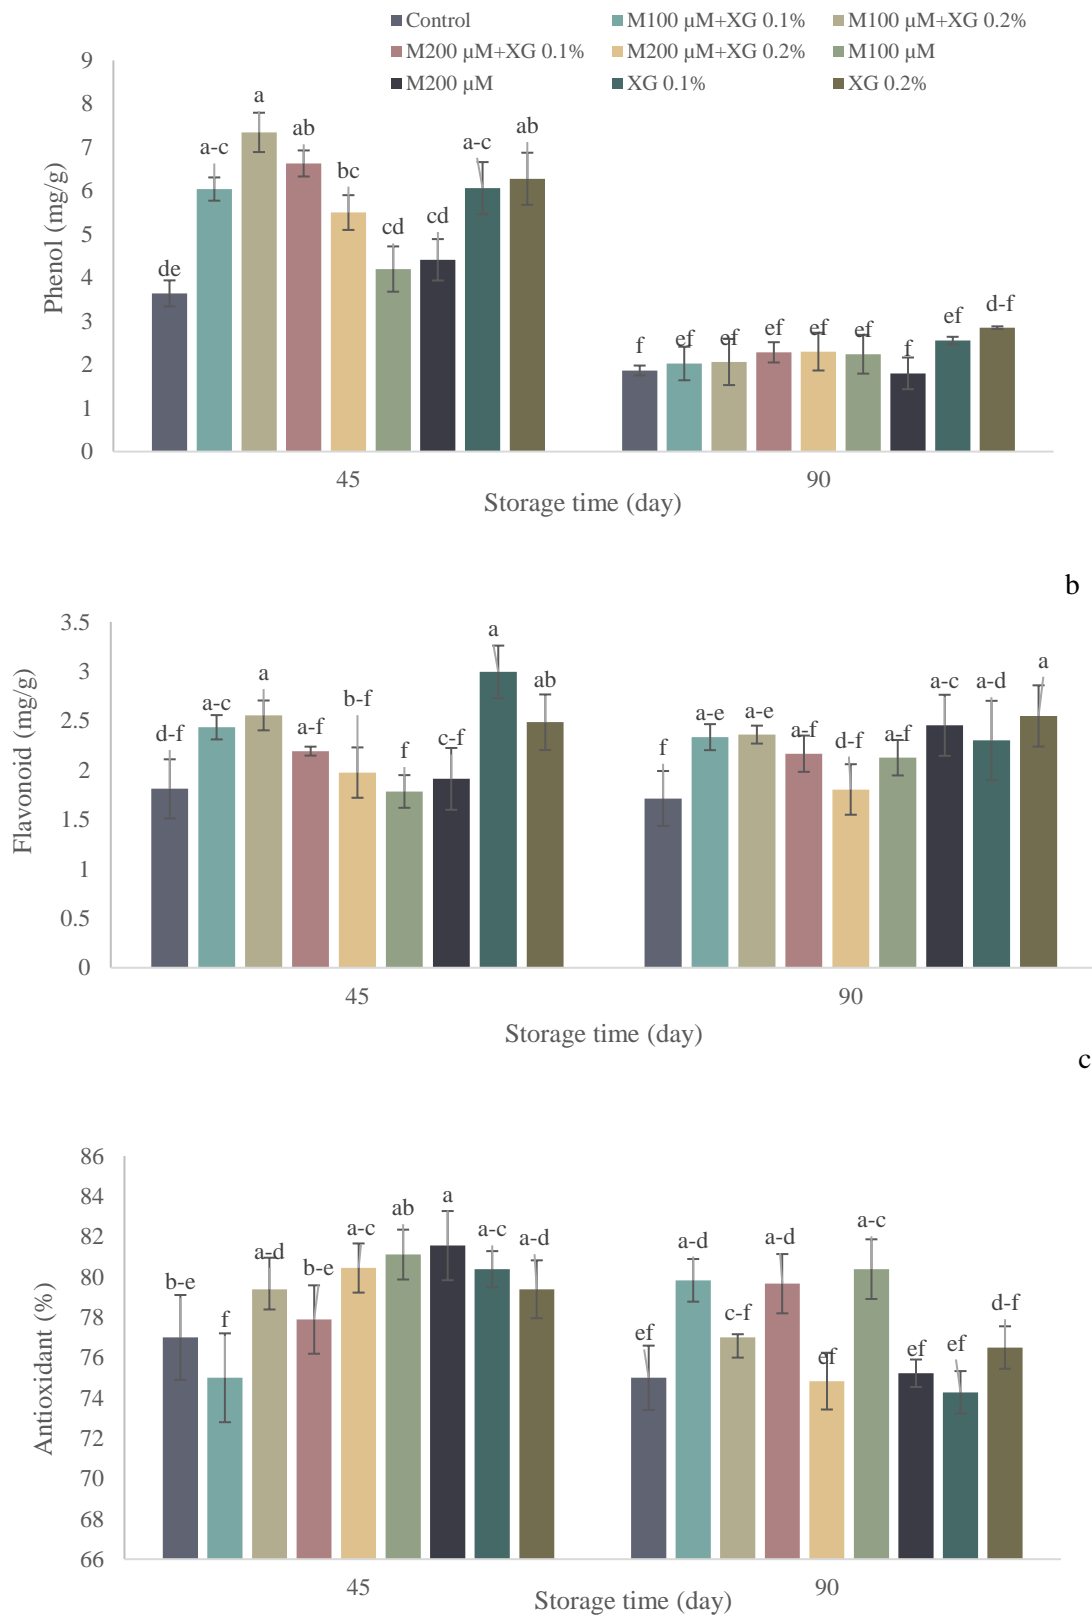 Control M100 μM+XG 0.1% M100 μM+XG 0.2%
M200 μM+XG 0.1% M200 μM+XG 0.2% M100 μM
M200 μM XG 0.1% XG 0.2%
9
8
7
6
5
4
3
2
1
0
Phenol (mg/g)
de a-c a ab bc cd cd a-c ab
f ef ef ef ef ef f ef d-f
45 90
Storage time (day)
b
3.5
3
2.5
2
1.5
1
0.5
0
Flavonoid (mg/g)
d-f a-c a a-f b-f f c-f a ab
f a-e a-e a-f d-f a-f a-c a-d a
45 90
Storage time (day)
c
86
84
82
80
78
76
74
72
70
68
66
Antioxidant (%)
b-e f a-d b-e a-c ab a a-c a-d
ef a-d c-f a-d ef a-c ef ef d-f
45 90
Storage time (day)